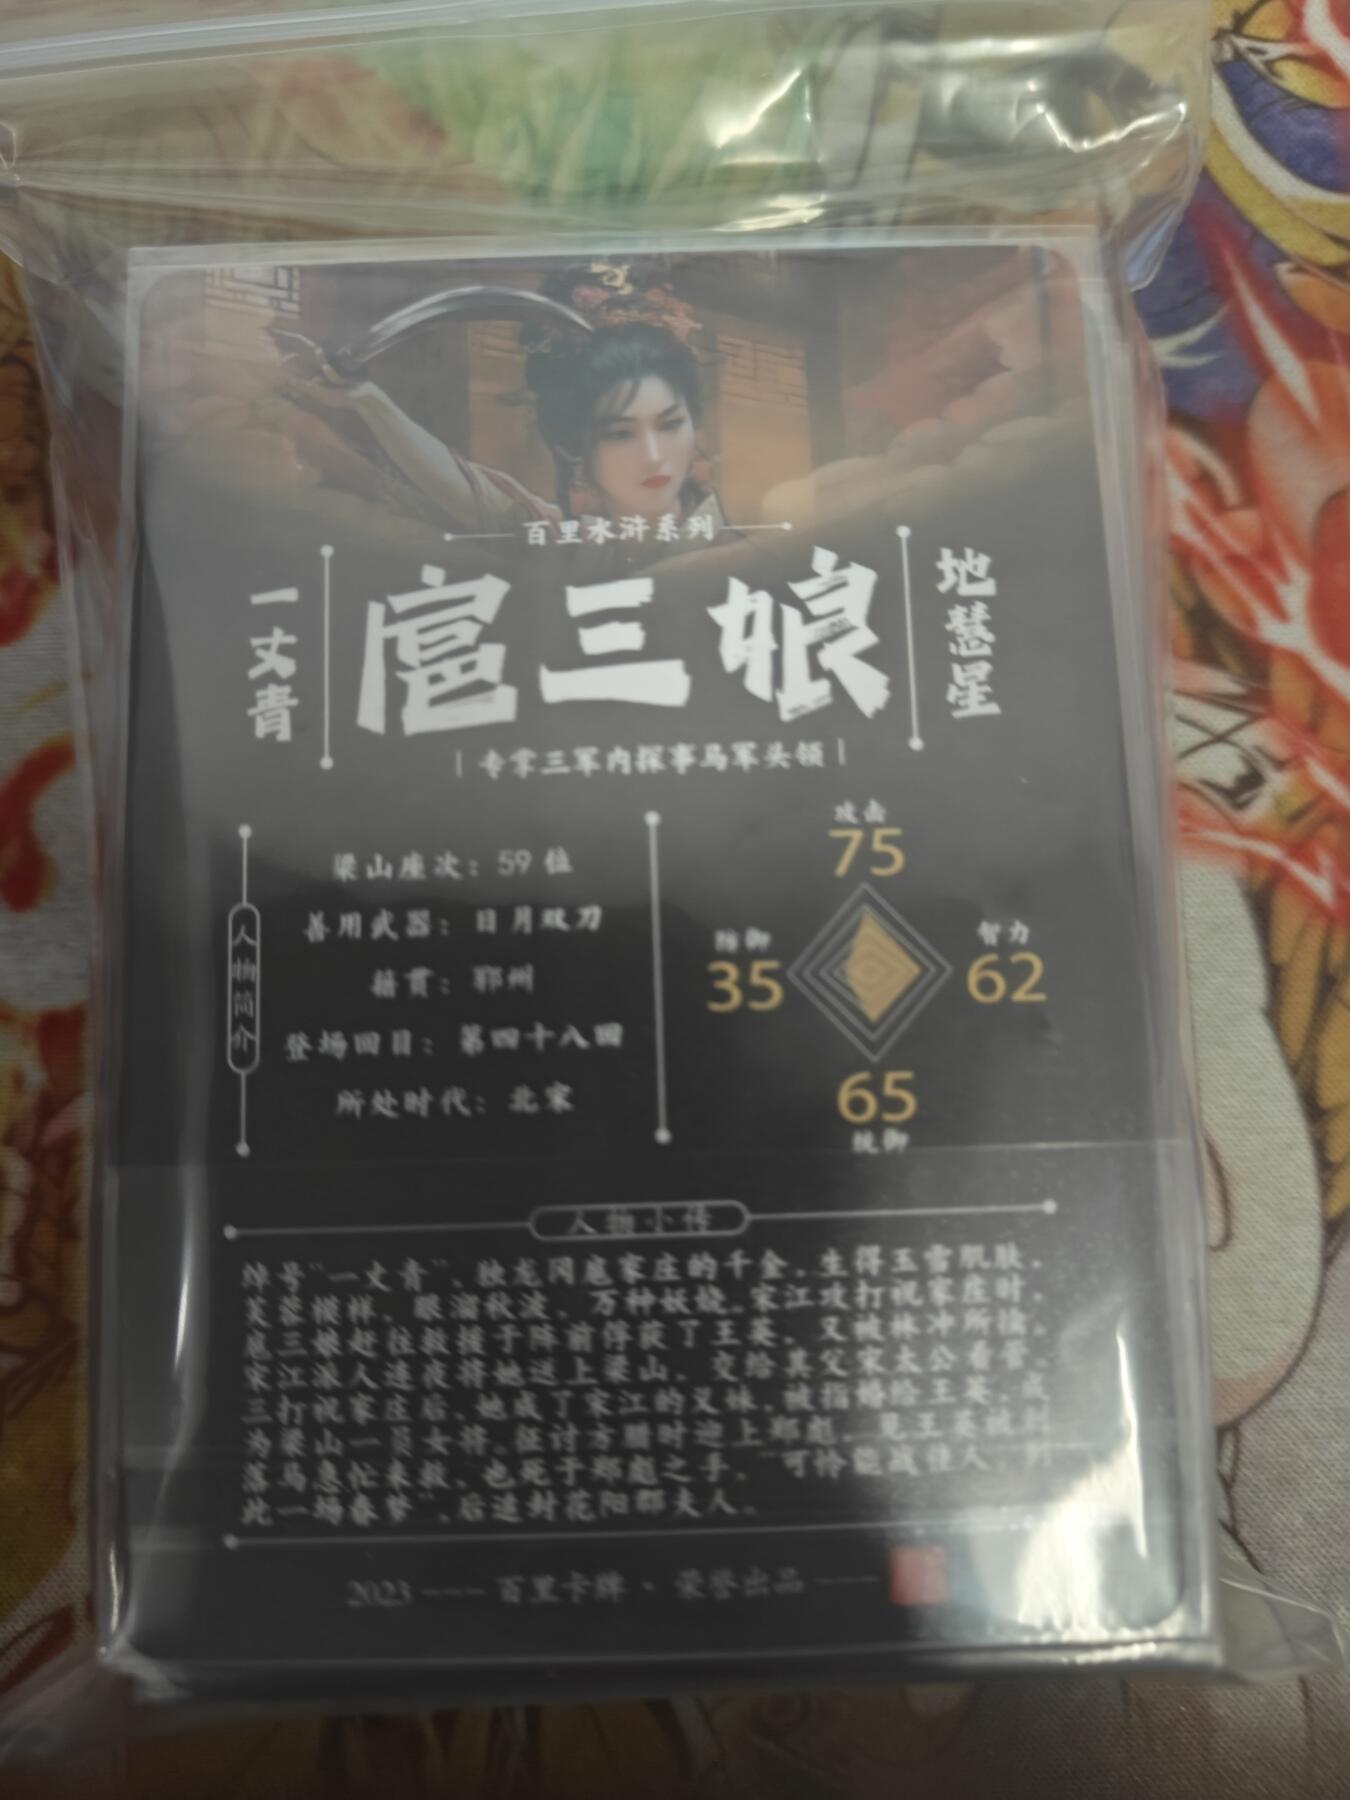 百里水浒系列
一丈青
扈三娘
地慧星
专掌三军内探事马军头领
人物简介
梁山座次：59 位
善用武器：日月双刀
籍贯：郓州
登场回目：第四十八回
所处时代：北宋
攻击
75
防御
35
智力
62
65
统御
人物小传
绰号“一丈青”，独龙冈扈家庄的千金，生得玉雪肌肤，
芙蓉模样，眼溜秋波，万种妖娆。宋江攻打祝家庄时，
扈三娘赶往救援于阵前俘获了王英，又被林冲所擒。
宋江派人连夜将她送上梁山，交给其父宋太公看管。
三打祝家庄后，她成了宋江的义妹，被指婚给王英，成
为梁山一员女将。征讨方腊时迎上郑彪，见王英被刺
落马急忙来救，也死于郑彪之手，“可怜能战佳人，到
此一场春梦”，后追封花阳郡夫人。
2023 --- 百里卡牌 · 荣誉出品 ---